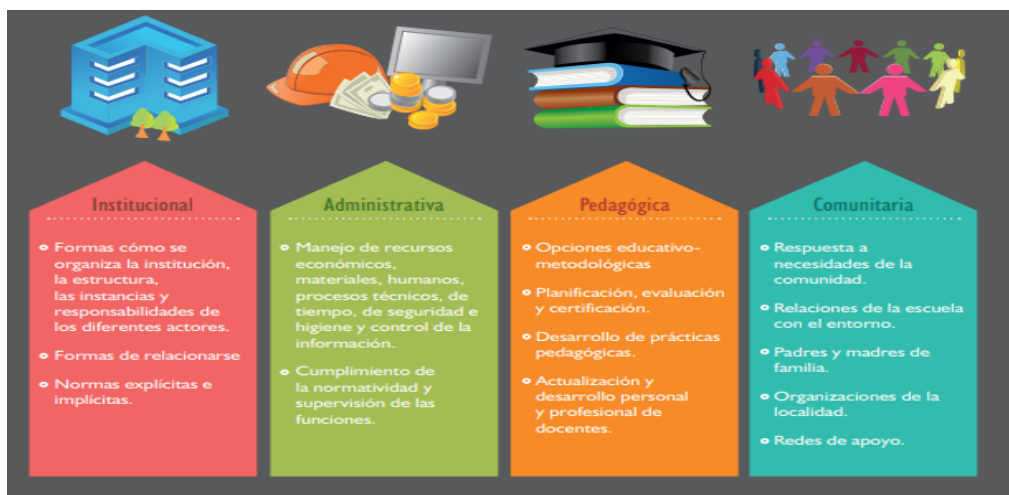 Institucional
Formas cómo se
organiza la institución,
la estructura,
las instancias y
responsabilidades de
los diferentes actores.
Formas de relacionarse
Normas explícitas e
implícitas.
Administrativa
Manejo de recursos
económicos,
materiales, humanos,
procesos técnicos, de
tiempo, de seguridad e
higiene y control de la
información.
Cumplimiento de
la normatividad y
supervisión de las
funciones.
Pedagógica
Opciones educativo-
metodológicas
Planificación, evaluación
y certificación.
Desarrollo de prácticas
pedagógicas.
Actualización y
desarrollo personal
y profesional de
docentes.
Comunitaria
Respuesta a
necesidades de la
comunidad.
Relaciones de la escuela
con el entorno.
Padres y madres de
familia.
Organizaciones de la
localidad.
Redes de apoyo.